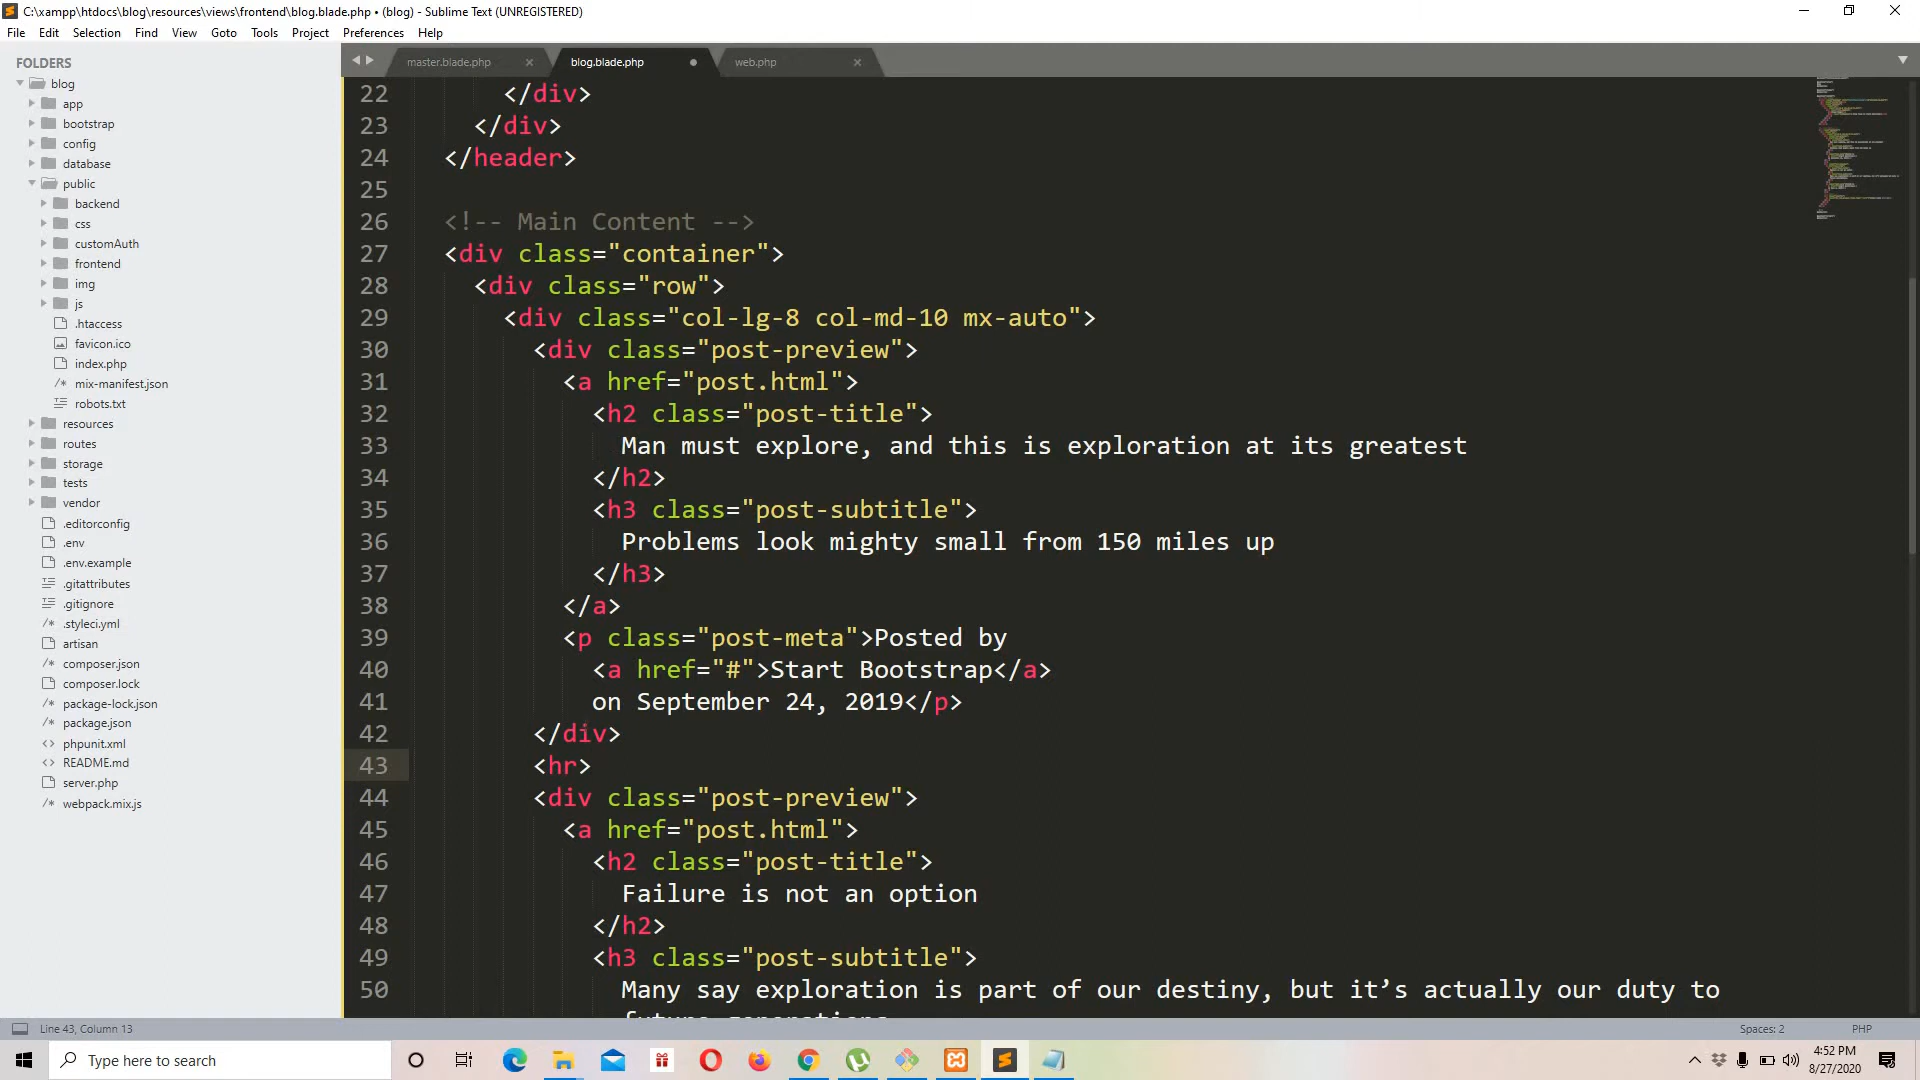 C:\xampp\htdocs\blog\resources\views\frontend\blog.blade.php • (blog) - Sublime Text (UNREGISTERED)
File Edit Selection Find View Goto Tools Project Preferences Help
FOLDERS
blog
app
bootstrap
config
database
public
backend
css
customAuth
frontend
img
js
.htaccess
favicon.ico
index.php
mix-manifest.json
robots.txt
resources
routes
storage
tests
vendor
.editorconfig
.env
.env.example
.gitattributes
.gitignore
.styleci.yml
artisan
composer.json
composer.lock
package-lock.json
package.json
phpunit.xml
README.md
server.php
webpack.mix.js
master.blade.php blog.blade.php web.php
22 </div>
23 </div>
24 </header>
25
26 <!-- Main Content -->
27 <div class="container">
28 <div class="row">
29 <div class="col-lg-8 col-md-10 mx-auto">
30 <div class="post-preview">
31 <a href="post.html">
32 <h2 class="post-title">
33 Man must explore, and this is exploration at its greatest
34 </h2>
35 <h3 class="post-subtitle">
36 Problems look mighty small from 150 miles up
37 </h3>
38 </a>
39 <p class="post-meta">Posted by
40 <a href="#">Start Bootstrap</a>
41 on September 24, 2019</p>
42 </div>
43 <hr>
44 <div class="post-preview">
45 <a href="post.html">
46 <h2 class="post-title">
47 Failure is not an option
48 </h2>
49 <h3 class="post-subtitle">
50 Many say exploration is part of our destiny, but it’s actually our duty to
future generations
Line 43, Column 13
Spaces: 2
PHP
Type here to search
4:52 PM
8/27/2020